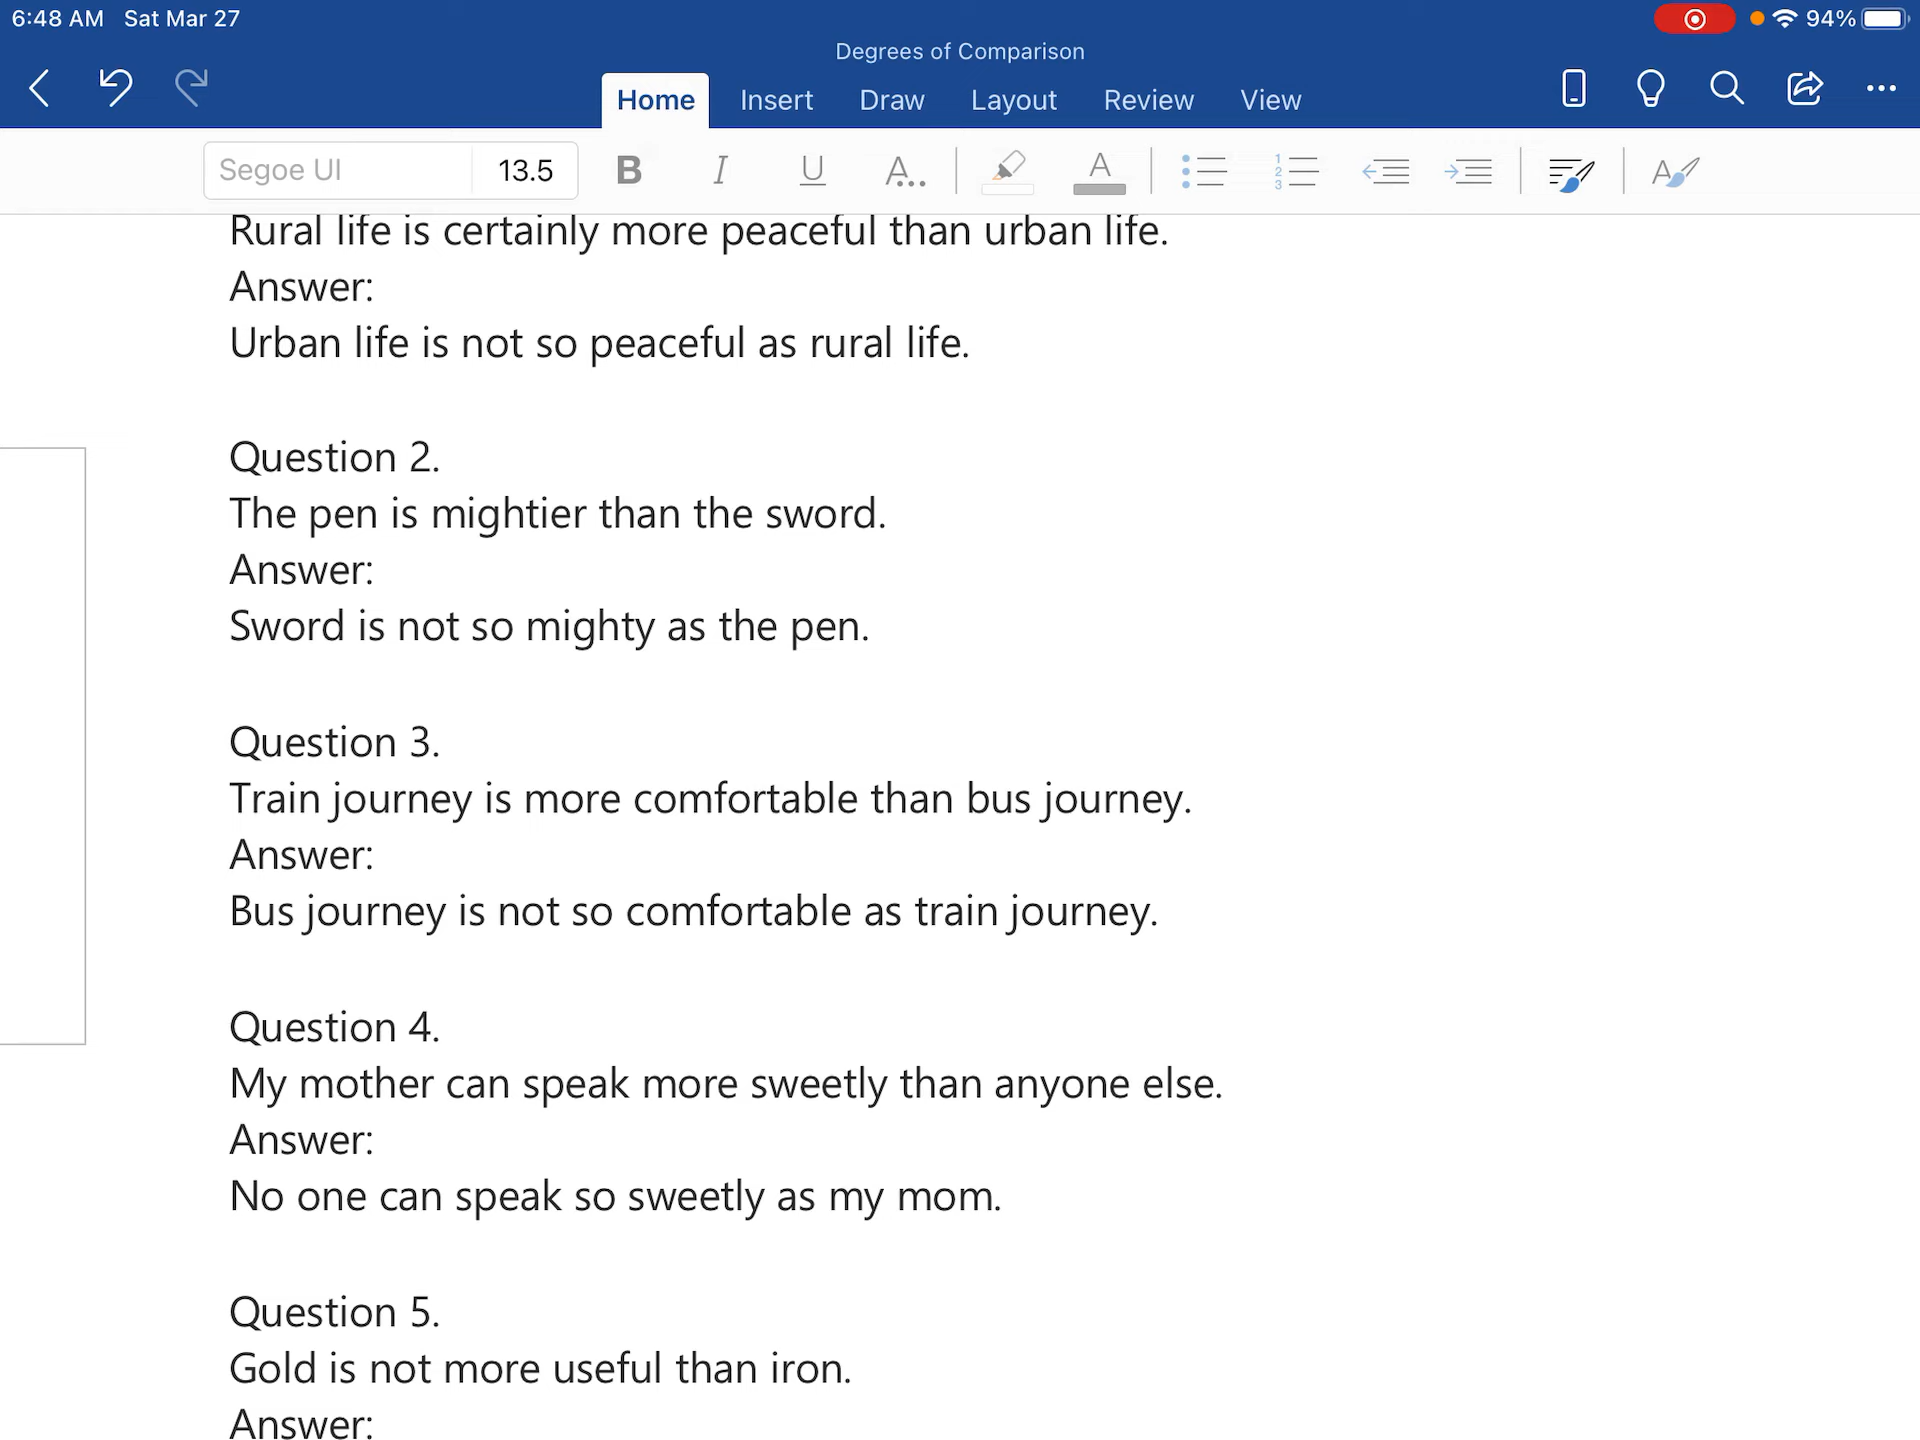 6:48 AM Sat Mar 27
94%
Degrees of Comparison
Home Insert Draw Layout Review View
Segoe UI 13.5 B I U A... A
Rural life is certainly more peaceful than urban life.
Answer:
Urban life is not so peaceful as rural life.
Question 2.
The pen is mightier than the sword.
Answer:
Sword is not so mighty as the pen.
Question 3.
Train journey is more comfortable than bus journey.
Answer:
Bus journey is not so comfortable as train journey.
Question 4.
My mother can speak more sweetly than anyone else.
Answer:
No one can speak so sweetly as my mom.
Question 5.
Gold is not more useful than iron.
Answer: